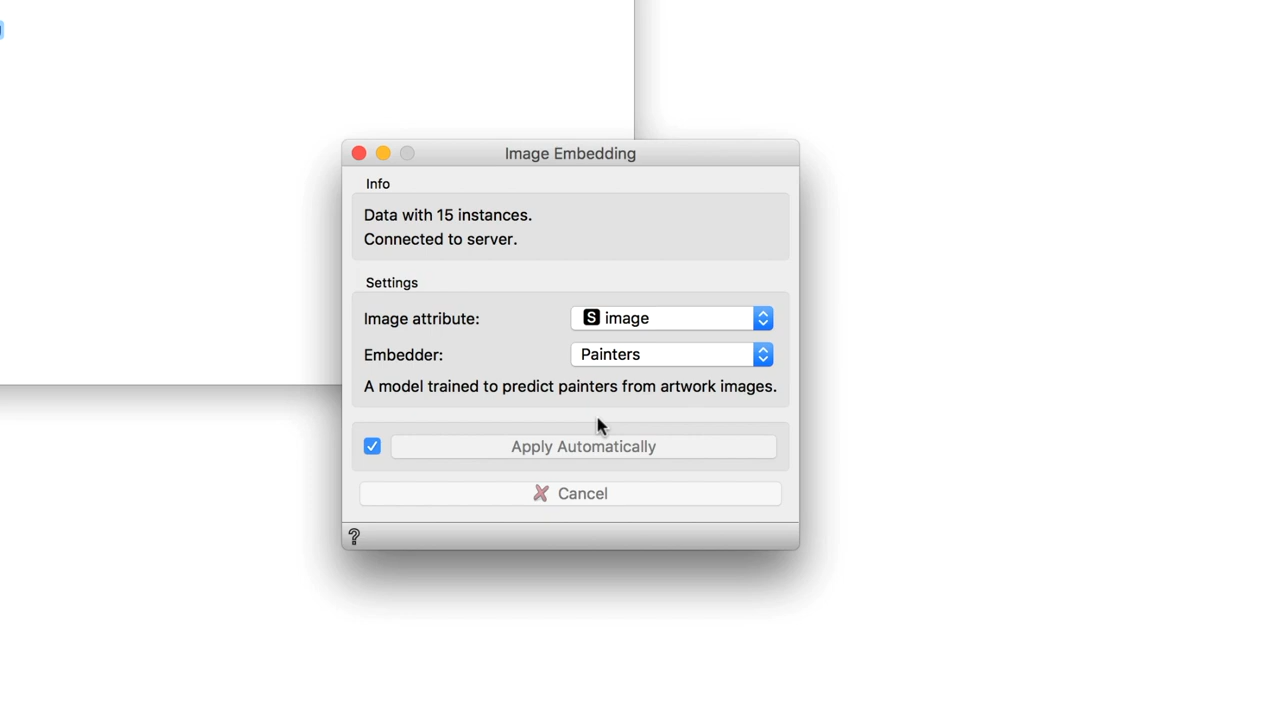 Image Embedding
Info
Data with 15 instances.
Connected to server.
Settings
Image attribute: S image
Embedder: Painters
A model trained to predict painters from artwork images.
Apply Automatically
Cancel
?